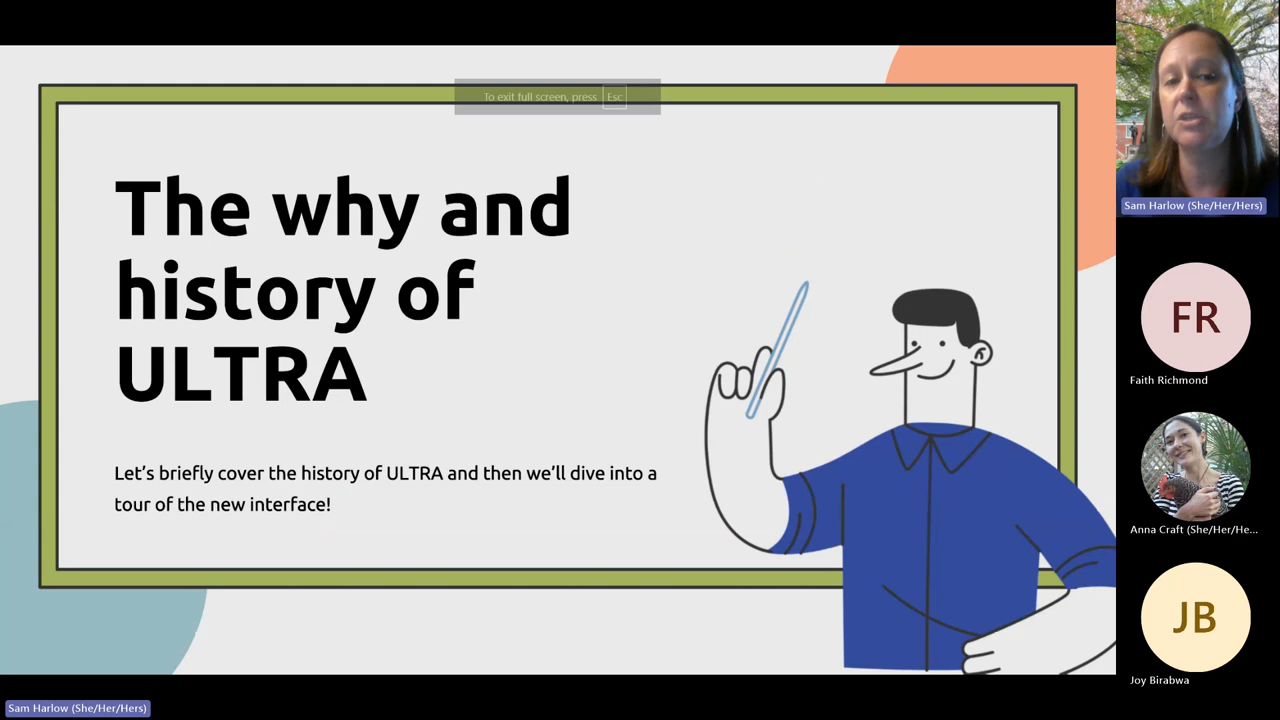 To exit full screen, press Esc
The why and
history of
ULTRA
Let's briefly cover the history of ULTRA and then we'll dive into a
tour of the new interface!
Sam Harlow (She/Her/Hers)
FR
Faith Richmond
Anna Craft (She/Her/He...
JB
Joy Birabwa
Sam Harlow (She/Her/Hers)